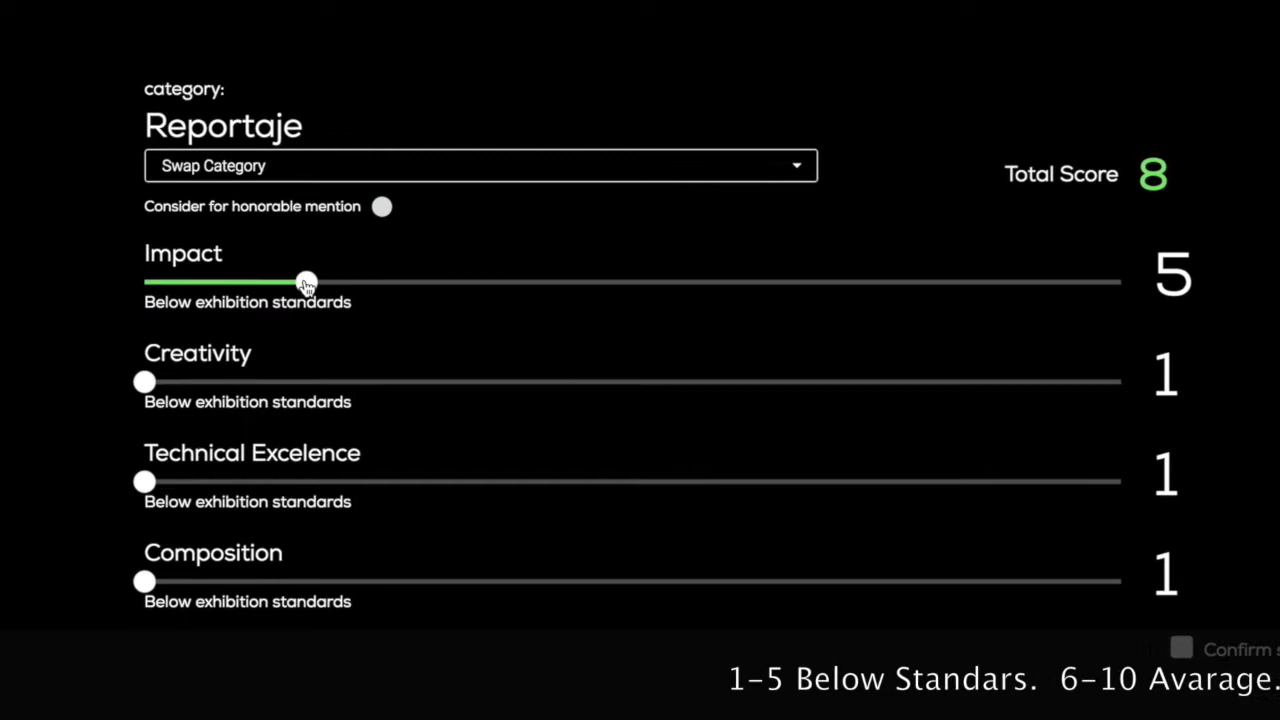 category:
Reportaje
Swap Category
Total Score 8
Consider for honorable mention
Impact
5
Below exhibition standards
Creativity
1
Below exhibition standards
Technical Excelence
1
Below exhibition standards
Composition
1
Below exhibition standards
Confirm
1-5 Below Standars. 6-10 Avarage.